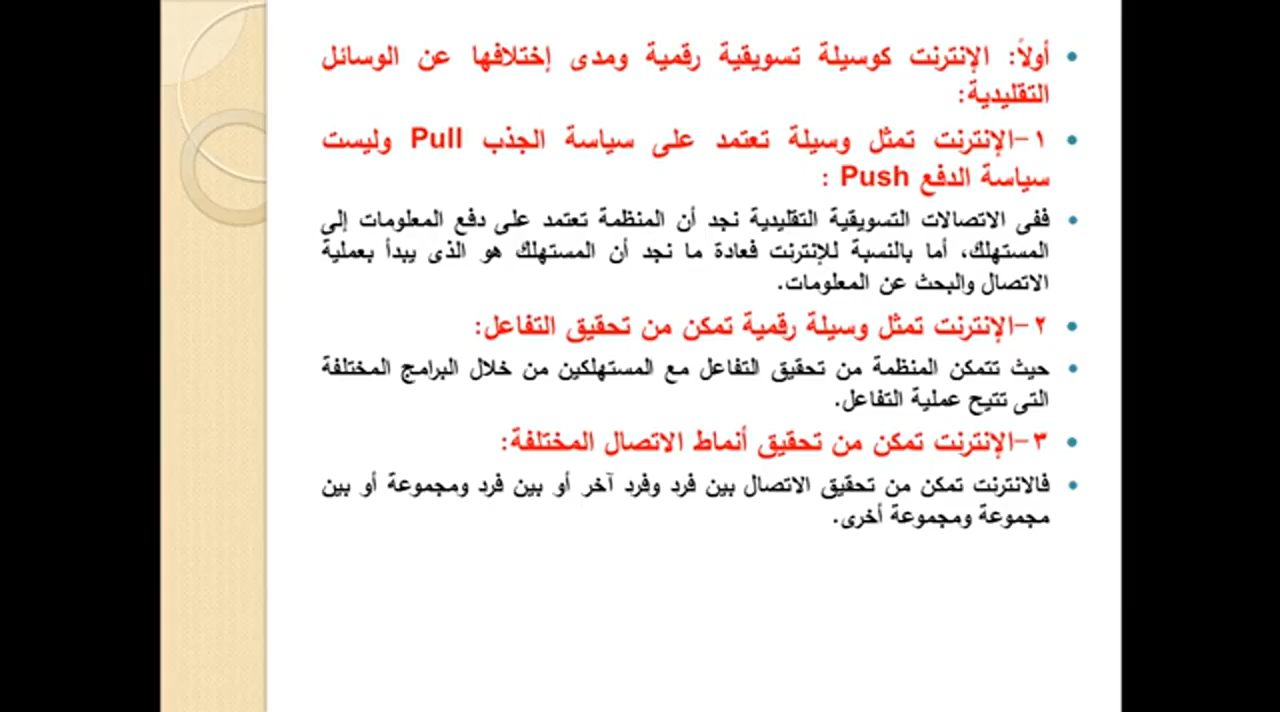 • أولاً: الإنترنت كوسيلة تسويقية رقمية ومدى إختلافها عن الوسائل
التقليدية:
• ١-الإنترنت تمثل وسيلة تعتمد على سياسة الجذب Pull وليست
سياسة الدفع Push :
• ففى الاتصالات التسويقية التقليدية نجد أن المنظمة تعتمد على دفع المعلومات إلى
المستهلك، أما بالنسبة للإنترنت فعادة ما نجد أن المستهلك هو الذى يبدأ بعملية
الاتصال والبحث عن المعلومات.
• ٢-الإنترنت تمثل وسيلة رقمية تمكن من تحقيق التفاعل:
• حيث تتمكن المنظمة من تحقيق التفاعل مع المستهلكين من خلال البرامج المختلفة
التى تتيح عملية التفاعل.
• ٣-الإنترنت تمكن من تحقيق أنماط الاتصال المختلفة:
• فالانترنت تمكن من تحقيق الاتصال بين فرد وفرد آخر أو بين فرد ومجموعة أو بين
مجموعة ومجموعة أخرى.